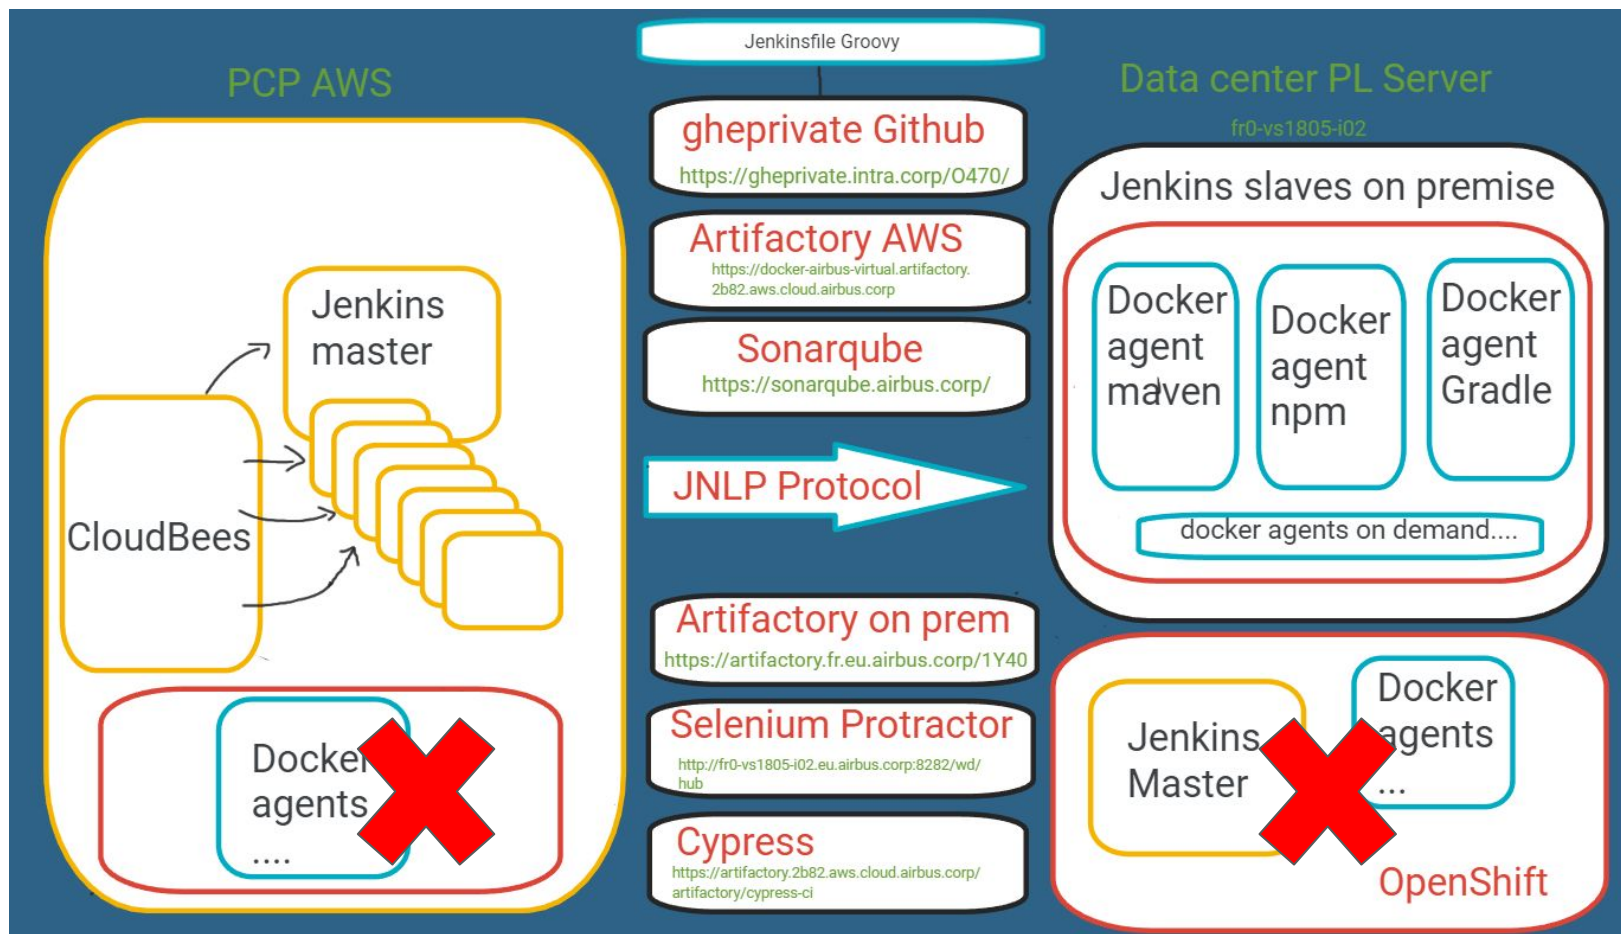 PCP AWS
Jenkins
master
CloudBees
Docker
agents
....
Jenkinsfile Groovy
gheprivate Github
https://gheprivate.intra.corp/O470/
Artifactory AWS
https://docker-airbus-virtual.artifactory.
2b82.aws.cloud.airbus.corp
Sonarqube
https://sonarqube.airbus.corp/
JNLP Protocol
Artifactory on prem
https://artifactory.fr.eu.airbus.corp/1Y40
Selenium Protractor
http://fr0-vs1805-i02.eu.airbus.corp:8282/wd/
hub
Cypress
https://artifactory.2b82.aws.cloud.airbus.corp/
artifactory/cypress-ci
Data center PL Server
fr0-vs1805-i02
Jenkins slaves on premise
Docker
agent
maven
Docker
agent
npm
Docker
agent
Gradle
docker agents on demand....
Jenkins
Master
Docker
agents
...
OpenShift